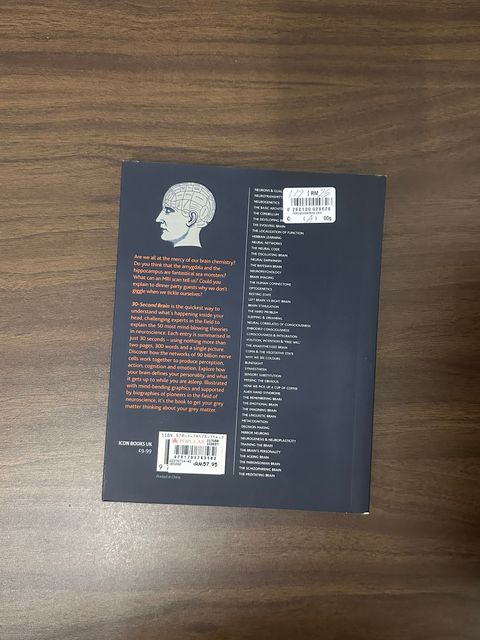 Are we all at the mercy of our brain chemistry?
Do you think that the amygdala and the
hippocampus are fantastical sea monsters?
What can an MRI scan tell us? Could you
explain to dinner party guests why we don't
giggle when we tickle ourselves?
30-Second Brain is the quickest way to
understand what's happening inside your
head, challenging experts in the field to
explain the 50 most mind-blowing theories
in neuroscience. Each entry is summarised in
just 30 seconds – using nothing more than
two pages, 300 words and a single picture.
Discover how the networks of 90 billion nerve
cells work together to produce perception,
action, cognition and emotion. Explore how
your brain defines your personality, and what
it gets up to while you are asleep. Illustrated
with mind-bending graphics and supported
by biographies of pioneers in the field of
neuroscience, it's the book to get your grey
matter thinking about your grey matter.
ICON BOOKS UK
£9.99
POPULAR
RM57.95
Printed in China
NEURONS &
NEUROGENETICS
THE BASIC
THE CEREBELLUM
THE DEVELOPING
THE EVOLVING BRAIN
THE LOCALIZATION OF FUNCTION
HEBBIAN LEARNING
NEURAL NETWORKS
THE NEURAL CODE
THE OSCILLATING BRAIN
NEURAL DARWINISM
THE BAYESIAN BRAIN
NEUROPSYCHOLOGY
BRAIN IMAGING
THE HUMAN CONNECTOME
OPTOGENETICS
RESTING STATE
LEFT BRAIN VS RIGHT BRAIN
BRAIN STIMULATION
THE HARD PROBLEM
SLEEPING & DREAMING
NEURAL CORRELATES OF CONSCIOUSNESS
EMBODIED CONSCIOUSNESS
CONSCIOUSNESS & INTEGRATION
VOLITION, INTENTION & 'FREE WILL'
THE ANAESTHETISED BRAIN
COMA & THE VEGETATIVE STATE
WHY WE SEE COLOURS
BLINDSIGHT
SYNAESTHESIA
SENSORY SUBSTITUTION
MISSING THE OBVIOUS
HOW WE PICK UP A CUP OF COFFEE
ALIEN HAND SYNDROME
THE REMEMBERING BRAIN
THE EMOTIONAL BRAIN
THE IMAGINING BRAIN
THE LINGUISTIC BRAIN
METACOGNITION
DECISION MAKING
MIRROR NEURONS
NEUROGENESIS & NEUROPLASTICITY
TRAINING THE BRAIN
THE BRAIN'S PERSONALITY
THE AGEING BRAIN
THE PARKINSONIAN BRAIN
THE SCHIZOPHRENIC BRAIN
THE MEDITATING BRAIN
RM